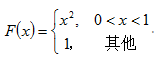 F(x) = { x², 0 < x < 1
1, 其他